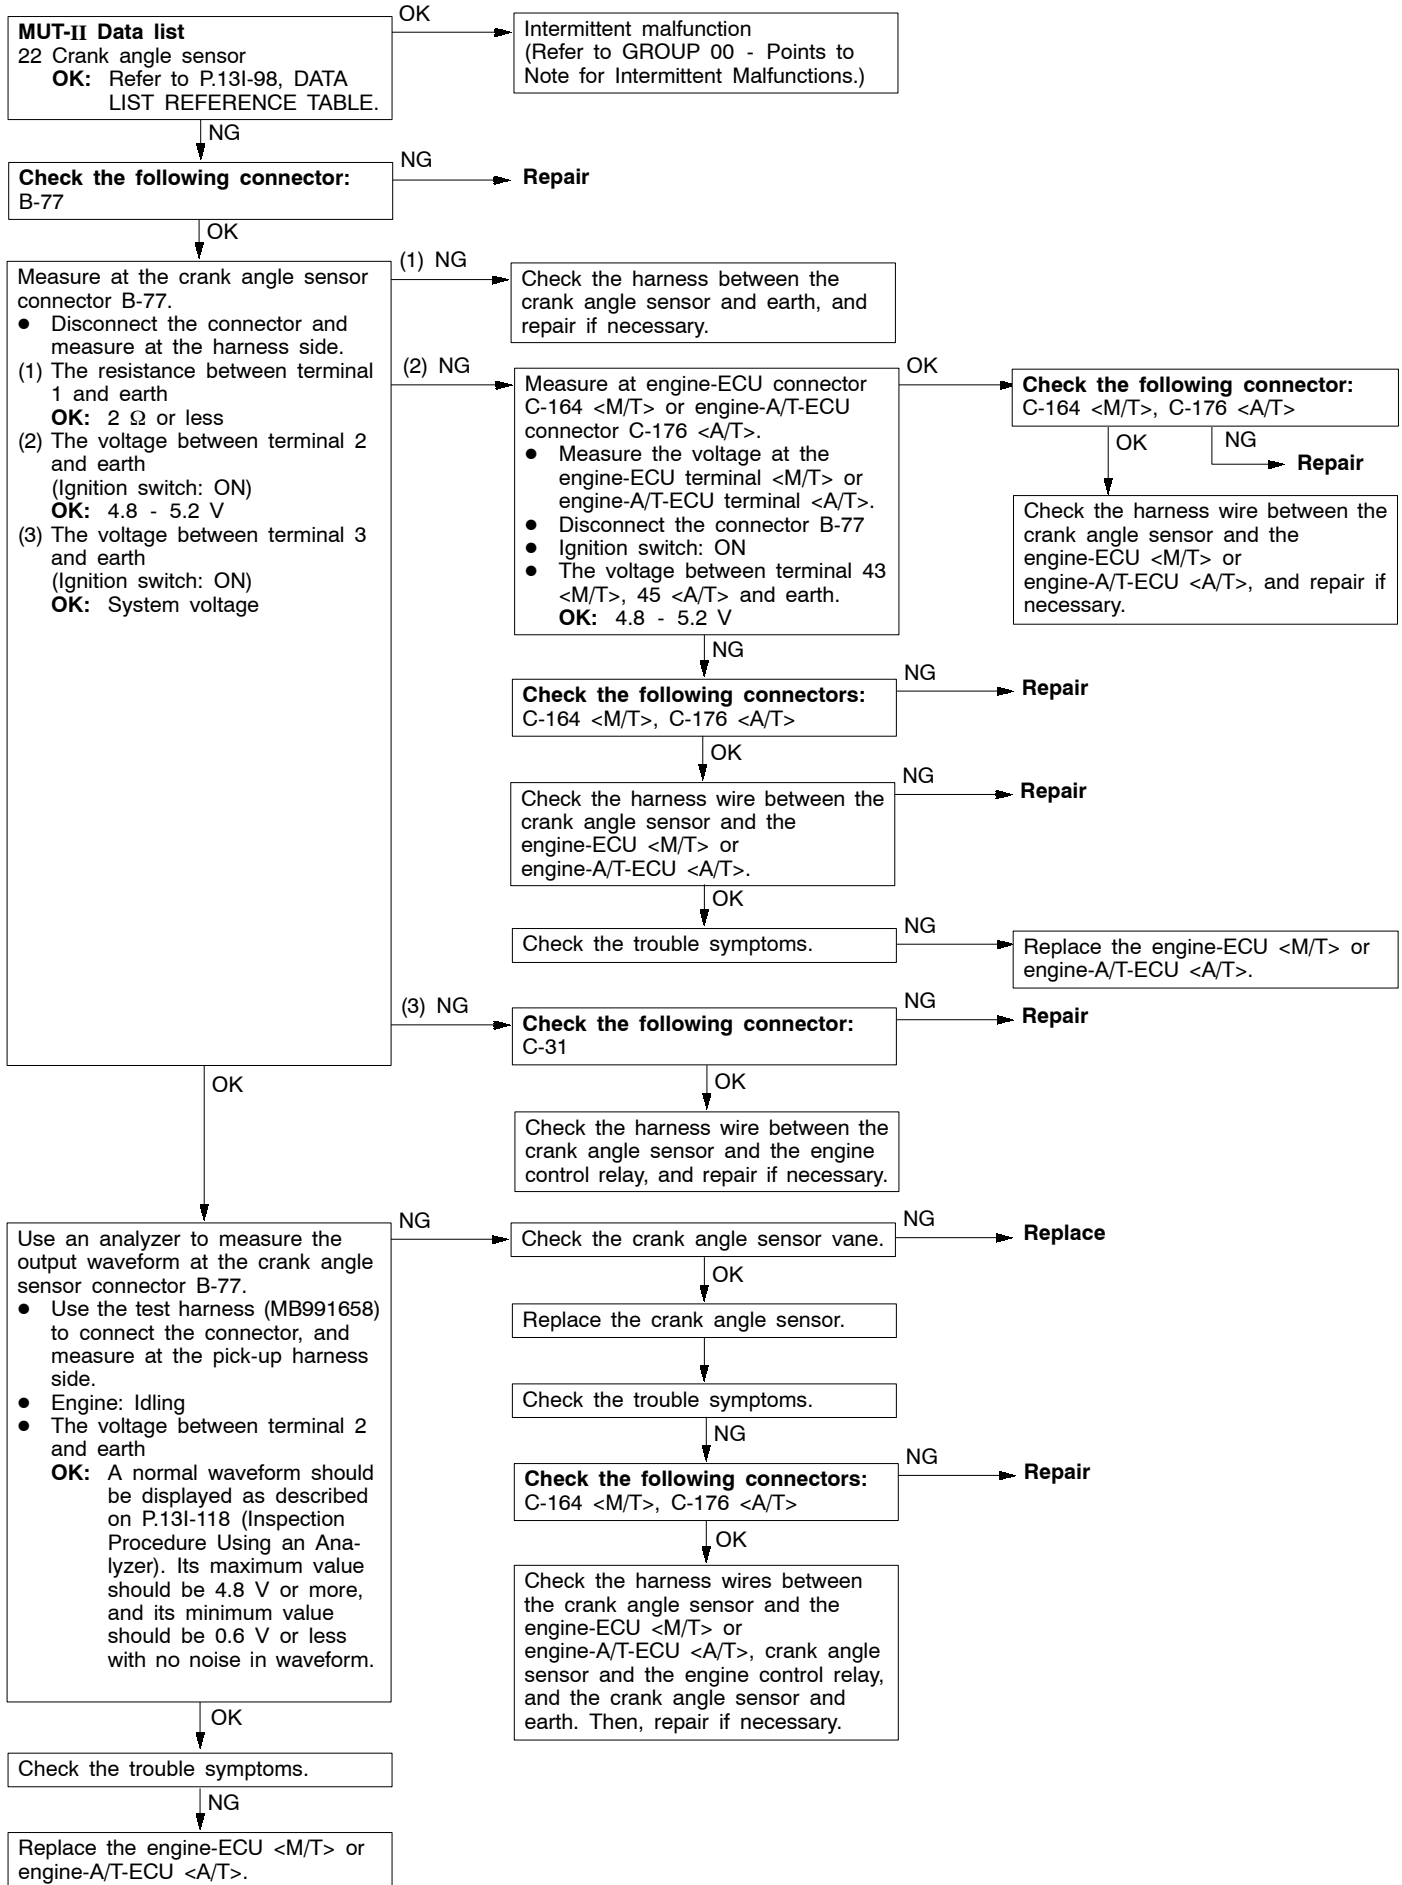 MUT-II Data list
22 Crank angle sensor
OK: Refer to P.13I-98, DATA
LIST REFERENCE TABLE.
OK
Intermittent malfunction
(Refer to GROUP 00 - Points to
Note for Intermittent Malfunctions.)
NG
Check the following connector:
B-77
NG
Repair
OK
Measure at the crank angle sensor
connector B-77.
● Disconnect the connector and
measure at the harness side.
(1) The resistance between terminal
1 and earth
OK: 2 Ω or less
(2) The voltage between terminal 2
and earth
(Ignition switch: ON)
OK: 4.8 - 5.2 V
(3) The voltage between terminal 3
and earth
(Ignition switch: ON)
OK: System voltage
(1) NG
Check the harness between the
crank angle sensor and earth, and
repair if necessary.
(2) NG
Measure at engine-ECU connector
C-164 <M/T> or engine-A/T-ECU
connector C-176 <A/T>.
● Measure the voltage at the
engine-ECU terminal <M/T> or
engine-A/T-ECU terminal <A/T>.
● Disconnect the connector B-77
● Ignition switch: ON
● The voltage between terminal 43
<M/T>, 45 <A/T> and earth.
OK: 4.8 - 5.2 V
OK
Check the following connector:
C-164 <M/T>, C-176 <A/T>
OK
NG
Repair
Check the harness wire between the
crank angle sensor and the
engine-ECU <M/T> or
engine-A/T-ECU <A/T>, and repair if
necessary.
NG
Check the following connectors:
C-164 <M/T>, C-176 <A/T>
NG
Repair
OK
Check the harness wire between the
crank angle sensor and the
engine-ECU <M/T> or
engine-A/T-ECU <A/T>.
NG
Repair
OK
Check the trouble symptoms.
NG
Replace the engine-ECU <M/T> or
engine-A/T-ECU <A/T>.
(3) NG
Check the following connector:
C-31
NG
Repair
OK
Check the harness wire between the
crank angle sensor and the engine
control relay, and repair if necessary.
OK
Use an analyzer to measure the
output waveform at the crank angle
sensor connector B-77.
● Use the test harness (MB991658)
to connect the connector, and
measure at the pick-up harness
side.
● Engine: Idling
● The voltage between terminal 2
and earth
OK: A normal waveform should
be displayed as described
on P.13I-118 (Inspection
Procedure Using an Ana-
lyzer). Its maximum value
should be 4.8 V or more,
and its minimum value
should be 0.6 V or less
with no noise in waveform.
NG
Check the crank angle sensor vane.
NG
Replace
OK
Replace the crank angle sensor.
Check the trouble symptoms.
NG
Check the following connectors:
C-164 <M/T>, C-176 <A/T>
NG
Repair
OK
Check the harness wires between
the crank angle sensor and the
engine-ECU <M/T> or
engine-A/T-ECU <A/T>, crank angle
sensor and the engine control relay,
and the crank angle sensor and
earth. Then, repair if necessary.
OK
Check the trouble symptoms.
NG
Replace the engine-ECU <M/T> or
engine-A/T-ECU <A/T>.